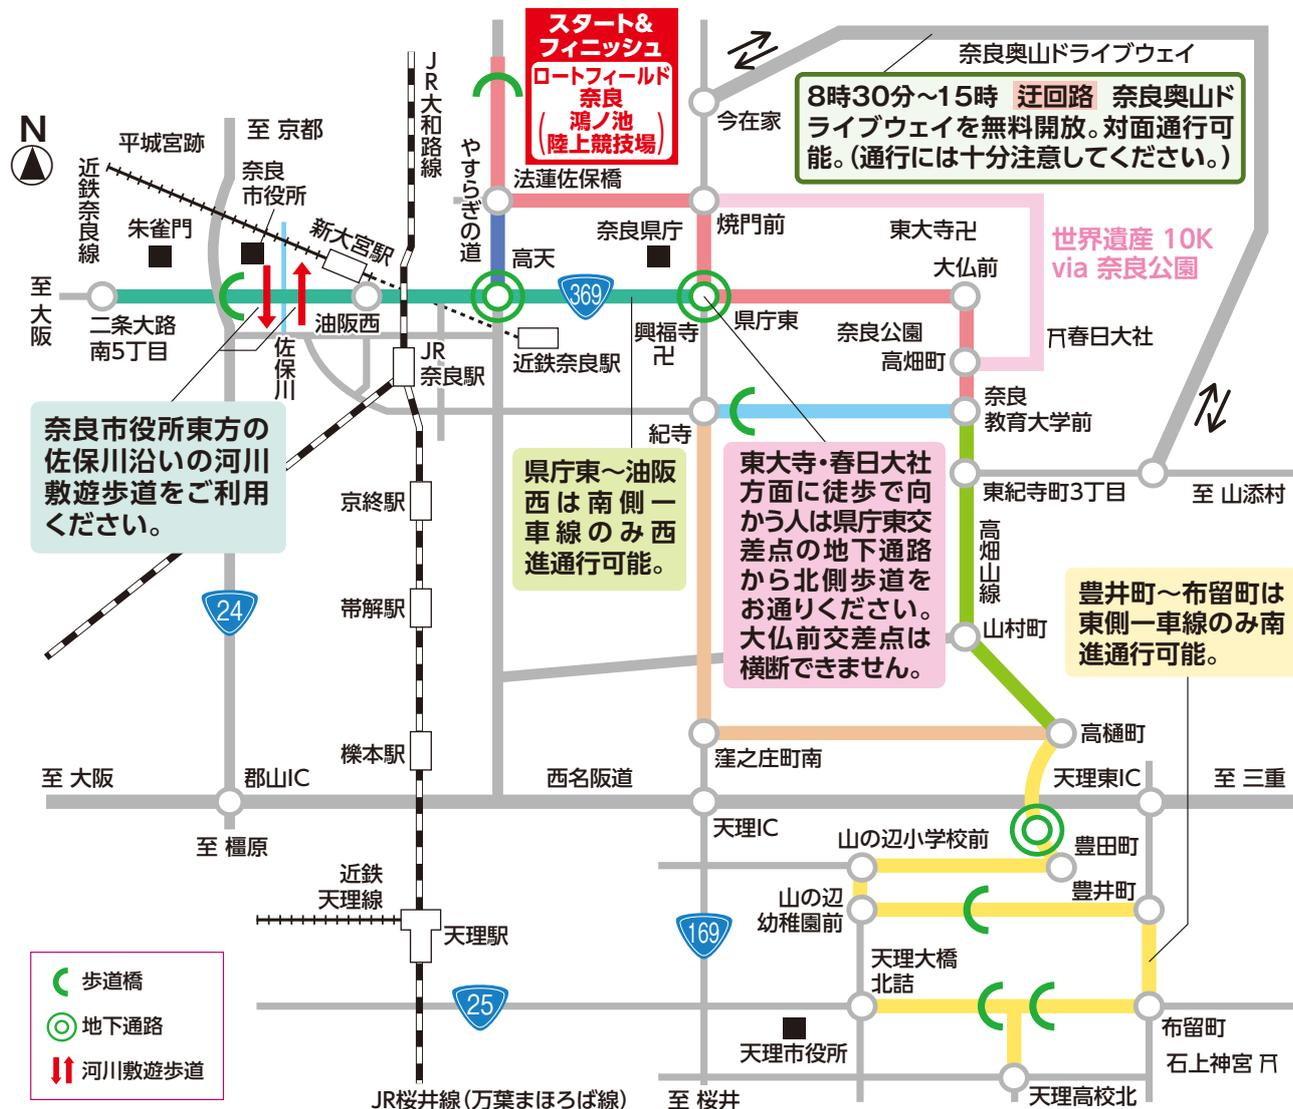 スタート&
フィニッシュ
ロートフィールド
奈良
(鴻ノ池
陸上競技場)
奈良奥山ドライブウェイ
8時30分~15時 迂回路 奈良奥山ド
ライブウェイを無料開放。対面通行可
能。(通行には十分注意してください。)
今在家
N
平城宮跡
至 京都
奈良
市役所
JR大和路線
やすらぎの道
近鉄奈良線
朱雀門
新大宮駅
法蓮佐保橋
焼門前
奈良県庁
東大寺卍
世界遺産 10K
via 奈良公園
高天
大仏前
至 大阪
二条大路
南5丁目
油阪西
369
県庁東
興福寺
卍
奈良公園
春日大社
高畑町
佐保川
JR
奈良駅
近鉄奈良駅
奈良
教育大学前
紀寺
奈良市役所東方の
佐保川沿いの河川
敷遊歩道をご利用
ください。
県庁東~油阪
西は南側一
車線のみ西
進通行可能。
東大寺・春日大社
方面に徒歩で向
かう人は県庁東交
差点の地下通路
から北側歩道を
お通りください。
大仏前交差点は
横断できません。
東紀寺町3丁目
至 山添村
京終駅
高畑山線
24
帯解駅
山村町
豊井町~布留町は
東側一車線のみ南
進通行可能。
櫟本駅
窪之庄町南
高樋町
至 大阪
郡山IC
西名阪道
天理東IC
至 三重
至 橿原
天理IC
山の辺小学校前
豊田町
近鉄
天理線
山の辺
幼稚園前
豊井町
天理駅
169
天理大橋
北詰
歩道橋
地下通路
河川敷遊歩道
25
天理市役所
布留町
石上神宮
JR桜井線(万葉まほろば線)
至 桜井
天理高校北